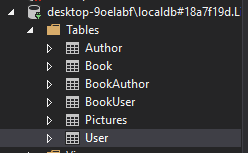 desktop-9oelabf\localdb#18a7f19d.L
Tables
Author
Book
BookAuthor
BookUser
Pictures
User